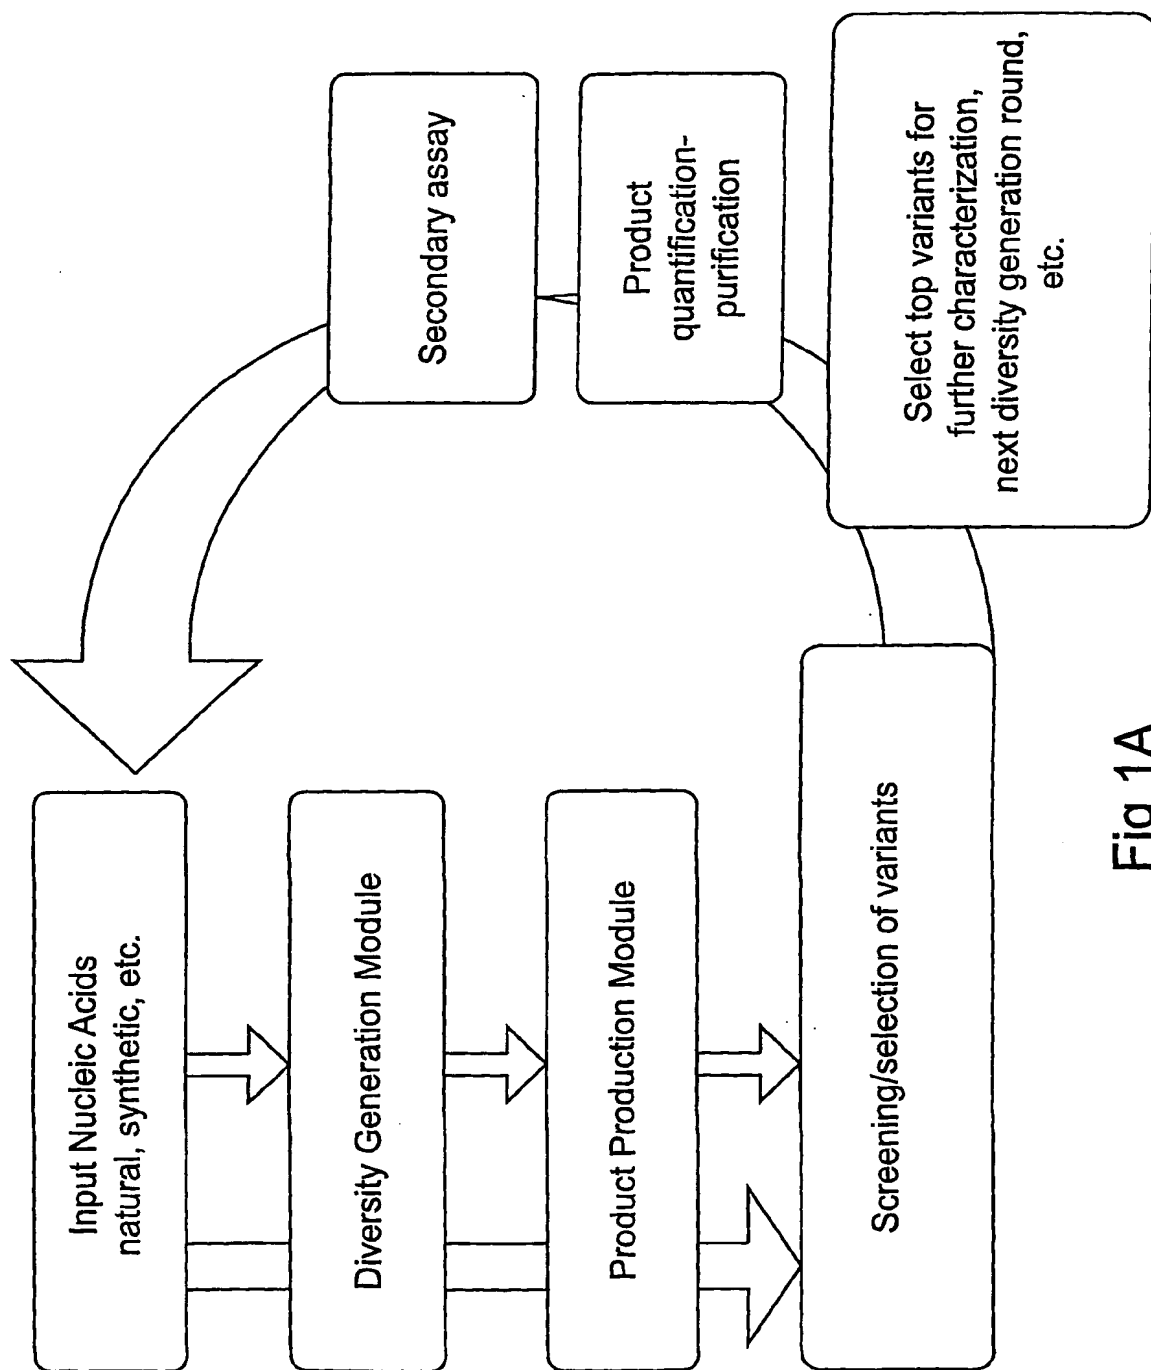 Input Nucleic Acids
natural, synthetic, etc.
Diversity Generation Module
Product Production Module
Screening/selection of variants
Secondary assay
Product
quantification-
purification
Select top variants for
further characterization,
next diversity generation round,
etc.
Fig 1A